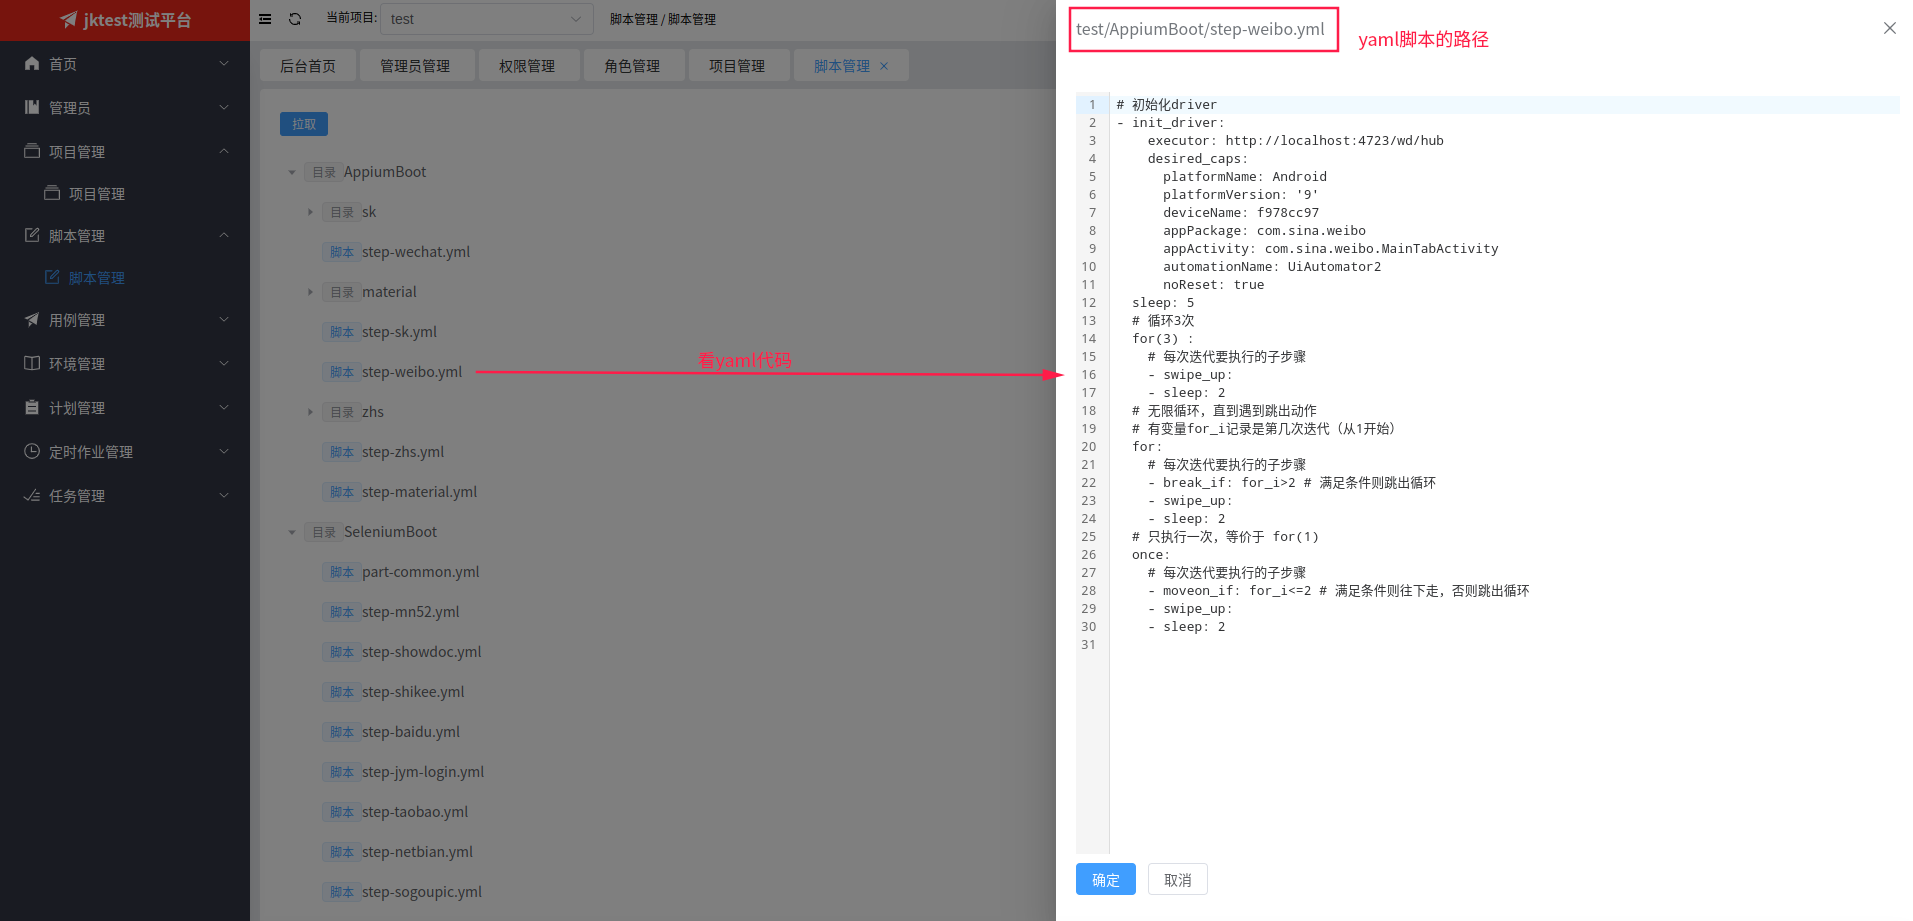 jktest测试平台
首页
管理员
项目管理
项目管理
脚本管理
脚本管理
用例管理
环境管理
计划管理
定时作业管理
任务管理
当前项目: test 脚本管理 / 脚本管理
后台首页 管理员管理 权限管理 角色管理 项目管理 脚本管理 ×
拉取
目录 AppiumBoot
目录 sk
脚本 step-wechat.yml
目录 material
脚本 step-sk.yml
脚本 step-weibo.yml
目录 zhs
脚本 step-zhs.yml
脚本 step-material.yml
目录 SeleniumBoot
脚本 part-common.yml
脚本 step-mn52.yml
脚本 step-showdoc.yml
脚本 step-shikee.yml
脚本 step-baidu.yml
脚本 step-jym-login.yml
脚本 step-taobao.yml
脚本 step-netbian.yml
脚本 step-sogoupic.yml
看yaml代码
test/AppiumBoot/step-weibo.yml
yaml脚本的路径
1 # 初始化driver
2 - init_driver:
3 executor: http://localhost:4723/wd/hub
4 desired_caps:
5 platformName: Android
6 platformVersion: '9'
7 deviceName: f978cc97
8 appPackage: com.sina.weibo
9 appActivity: com.sina.weibo.MainTabActivity
10 automationName: UiAutomator2
11 noReset: true
12 sleep: 5
13 # 循环3次
14 for(3) :
15 # 每次迭代要执行的子步骤
16 - swipe_up:
17 - sleep: 2
18 # 无限循环，直到遇到跳出动作
19 # 有变量for_i记录是第几次迭代（从1开始）
20 for:
21 # 每次迭代要执行的子步骤
22 - break_if: for_i>2 # 满足条件则跳出循环
23 - swipe_up:
24 - sleep: 2
25 # 只执行一次，等价于 for(1)
26 once:
27 # 每次迭代要执行的子步骤
28 - moveon_if: for_i<=2 # 满足条件则往下走，否则跳出循环
29 - swipe_up:
30 - sleep: 2
31
确定 取消